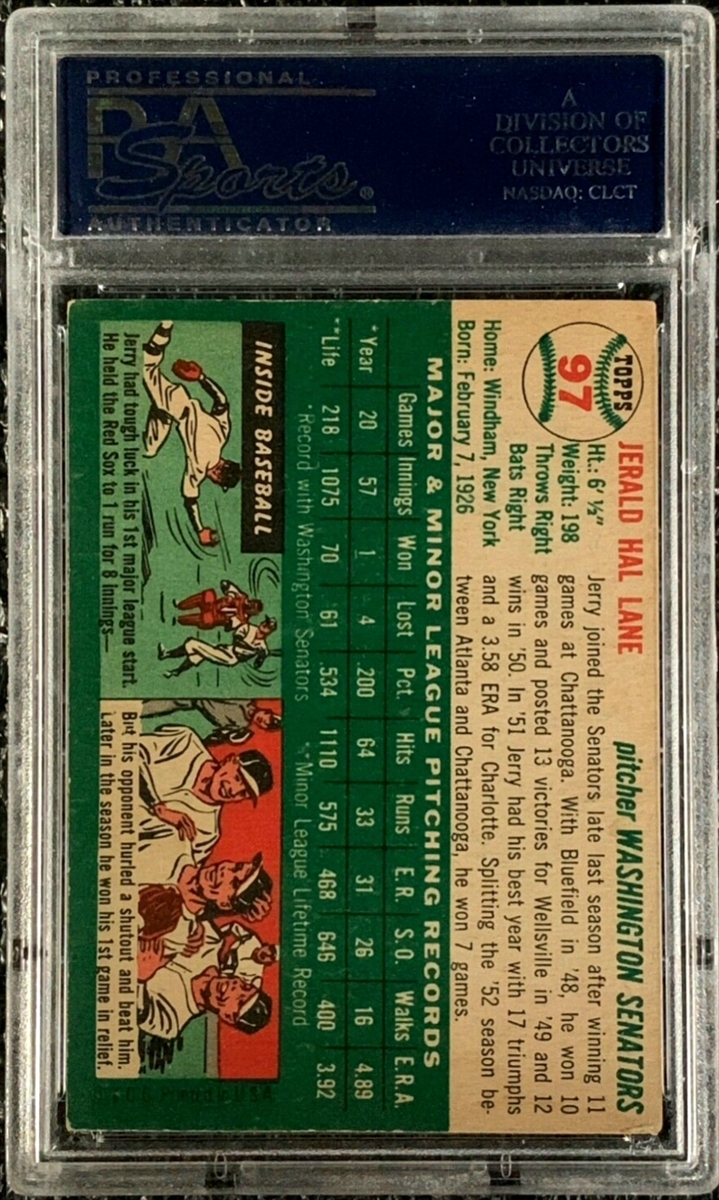 PROFESSIONAL
PSA
Sports®
AUTHENTICATOR
A
DIVISION OF
COLLECTORS
UNIVERSE
NASDAQ: CLCT
TOPPS
97
JERALD HAL LANE
pitcher WASHINGTON SENATORS
Ht.: 6' ½"
Weight: 198
Throws Right
Bats Right
Home: Windham, New York
Born: February 7, 1926
Jerry joined the Senators late last season after winning 11
games at Chattanooga. With Bluefield in '48, he won 10
games and posted 13 victories for Wellsville in '49 and 12
wins in '50. In '51 Jerry had his best year with 17 triumphs
and a 3.58 ERA for Charlotte. Splitting the '52 season be-
tween Atlanta and Chattanooga, he won 7 games.
MAJOR & MINOR LEAGUE PITCHING RECORDS
Games Innings Won Lost Pct. Hits Runs E.R. S.O. Walks E.R.A.
*Year 20 57 1 4 .200 64 33 31 26 16 4.89
**Life 218 1075 70 61 .534 1110 575 468 646 400 3.92
*Record with Washington Senators **Minor League Lifetime Record
INSIDE BASEBALL
Jerry had tough luck in his 1st major league start.
He held the Red Sox to 1 run for 8 innings—
But his opponent hurled a shutout and beat him.
Later in the season he won his 1st game in relief.
Printed in U.S.A.